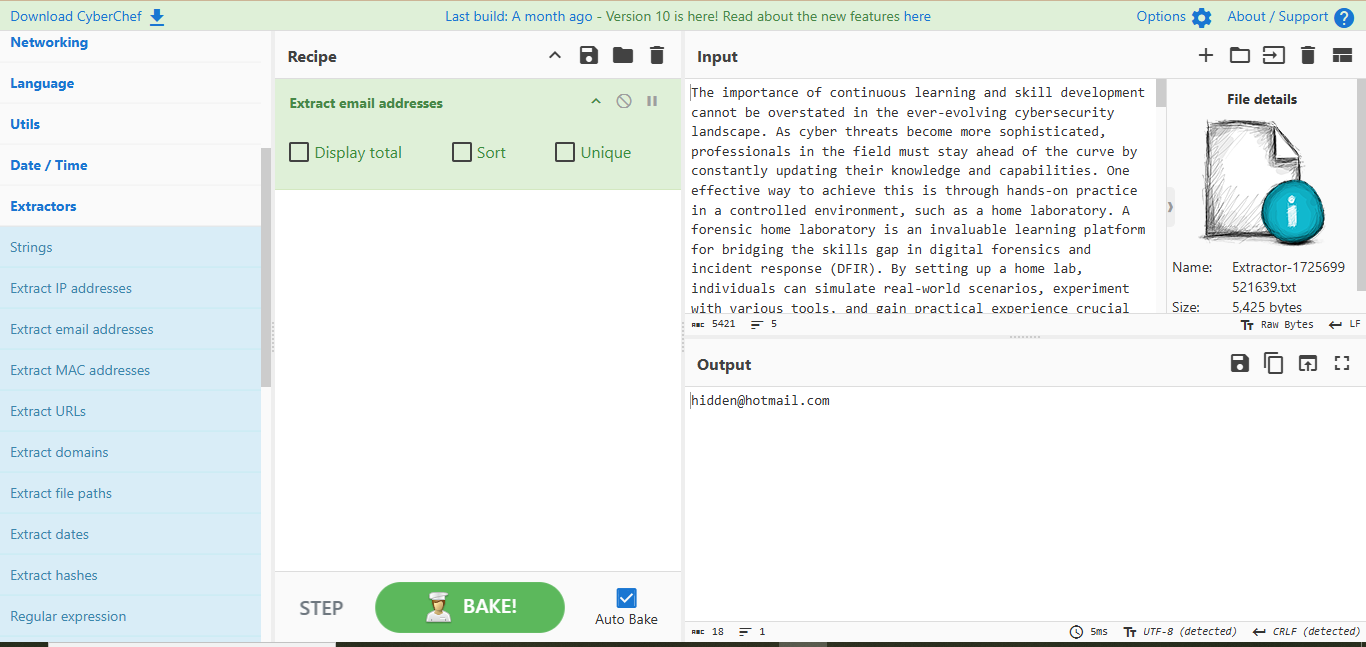 Download CyberChef
Last build: A month ago - Version 10 is here! Read about the new features here
Options
About / Support
Networking
Language
Utils
Date / Time
Extractors
Strings
Extract IP addresses
Extract email addresses
Extract MAC addresses
Extract URLs
Extract domains
Extract file paths
Extract dates
Extract hashes
Regular expression
Recipe
Extract email addresses
Display total
Sort
Unique
STEP
BAKE!
Auto Bake
Input
The importance of continuous learning and skill development
cannot be overstated in the ever-evolving cybersecurity
landscape. As cyber threats become more sophisticated,
professionals in the field must stay ahead of the curve by
constantly updating their knowledge and capabilities. One
effective way to achieve this is through hands-on practice
in a controlled environment, such as a home laboratory. A
forensic home laboratory is an invaluable learning platform
for bridging the skills gap in digital forensics and
incident response (DFIR). By setting up a home lab,
individuals can simulate real-world scenarios, experiment
with various tools, and gain practical experience crucial
File details
Name: Extractor-1725699
521639.txt
Size: 5,425 bytes
ABC 5421 5
Raw Bytes LF
Output
hidden@hotmail.com
ABC 18 1
5ms UTF-8 (detected) CRLF (detected)